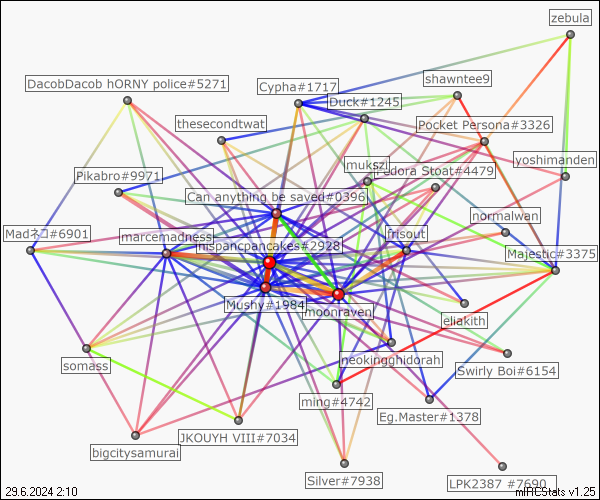 zebula
DacobDacob hORNY police#5271
Cypha#1717
shawntee9
Duck#1245
thesecondtwat
Pocket Persona#3326
mukszi
Fedora Stoat#4479
yoshimanden
Pikabro#9971
Can anything be saved#0396
normalwan
Madネコ#6901
marcemadness
frisout
mispancpancakes#2928
Majestic#3375
Mushy#1984
moonraven
eliakith
neokingghidorah
somass
Swirly Boi#6154
ming#4742
Eg.Master#1378
JKOUYH VIII#7034
bigcitysamurai
Silver#7938
LPK2387 #7690
29.6.2024 2:10
mIRCStats v1.25